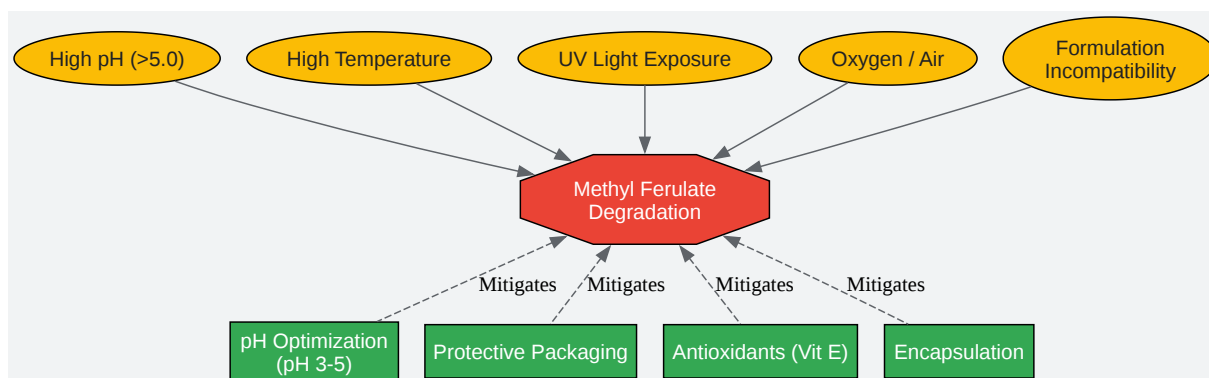 High pH (>5.0)
High Temperature
UV Light Exposure
Oxygen / Air
Formulation
Incompatibility
Methyl Ferulate
Degradation
Mitigates
Mitigates
Mitigates
Mitigates
pH Optimization
(pH 3-5)
Protective Packaging
Antioxidants (Vit E)
Encapsulation